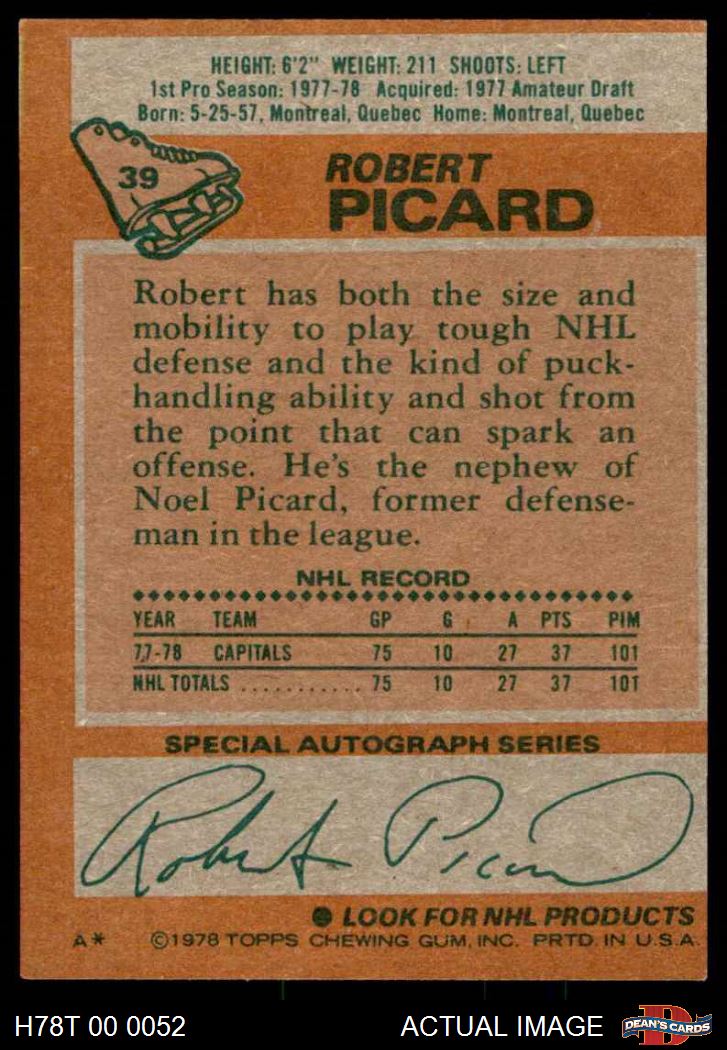 HEIGHT: 6'2" WEIGHT: 211 SHOOTS: LEFT
1st Pro Season: 1977-78 Acquired: 1977 Amateur Draft
Born: 5-25-57, Montreal, Quebec Home: Montreal, Quebec
39
ROBERT
PICARD
Robert has both the size and
mobility to play tough NHL
defense and the kind of puck-
handling ability and shot from
the point that can spark an
offense. He's the nephew of
Noel Picard, former defense-
man in the league.
NHL RECORD
YEAR TEAM GP G A PTS PIM
77-78 CAPITALS 75 10 27 37 101
NHL TOTALS ........... 75 10 27 37 101
SPECIAL AUTOGRAPH SERIES
Robert Picard
● LOOK FOR NHL PRODUCTS
A* ©1978 TOPPS CHEWING GUM, INC. PRTD. IN U.S.A.
H78T 00 0052 ACTUAL IMAGE D DEAN'S CARDS